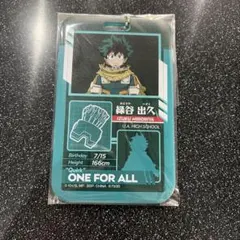 緑谷 出久
IZUKU MIDORIYA
U.A. HIGH SCHOOL
Birthday 7/15
Height 166cm
"Quirk"
ONE FOR ALL